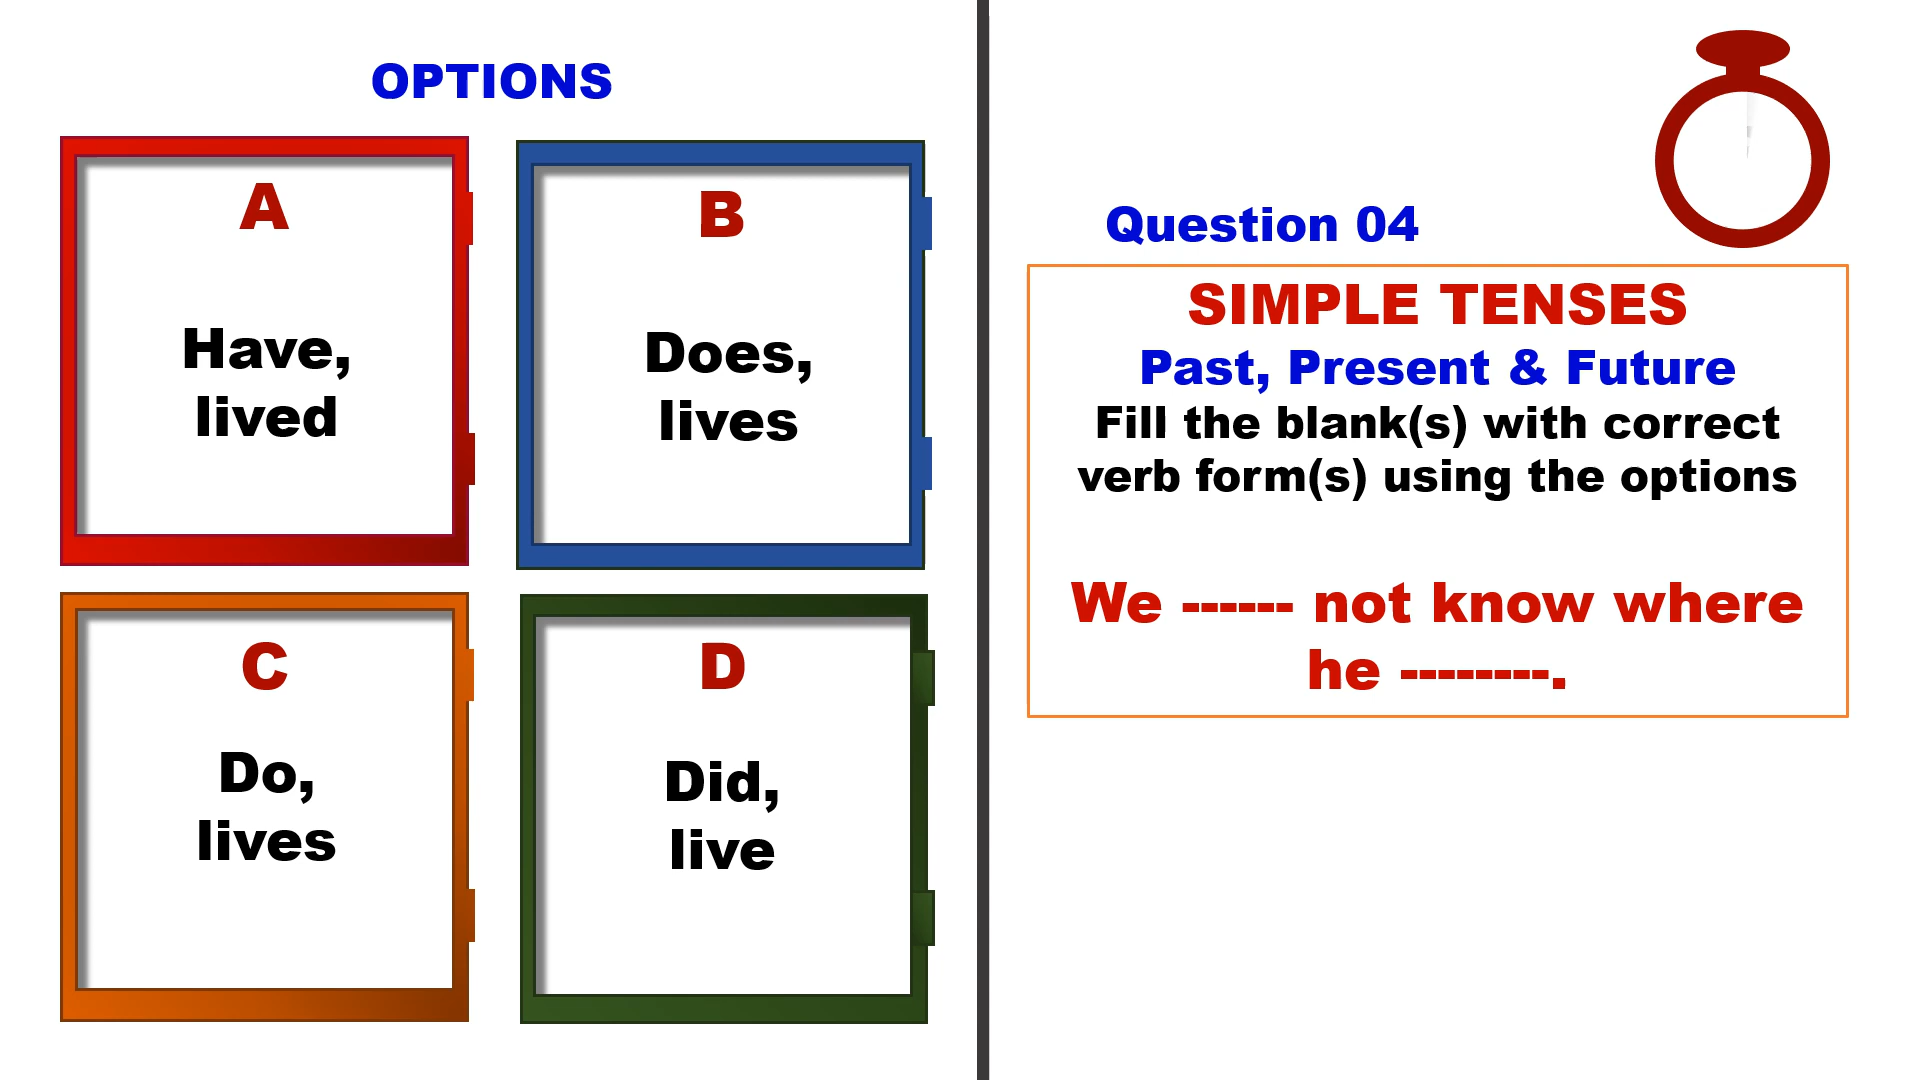 OPTIONS
A
Have,
lived
B
Does,
lives
C
Do,
lives
D
Did,
live
Question 04
SIMPLE TENSES
Past, Present & Future
Fill the blank(s) with correct
verb form(s) using the options
We ------ not know where
he --------.